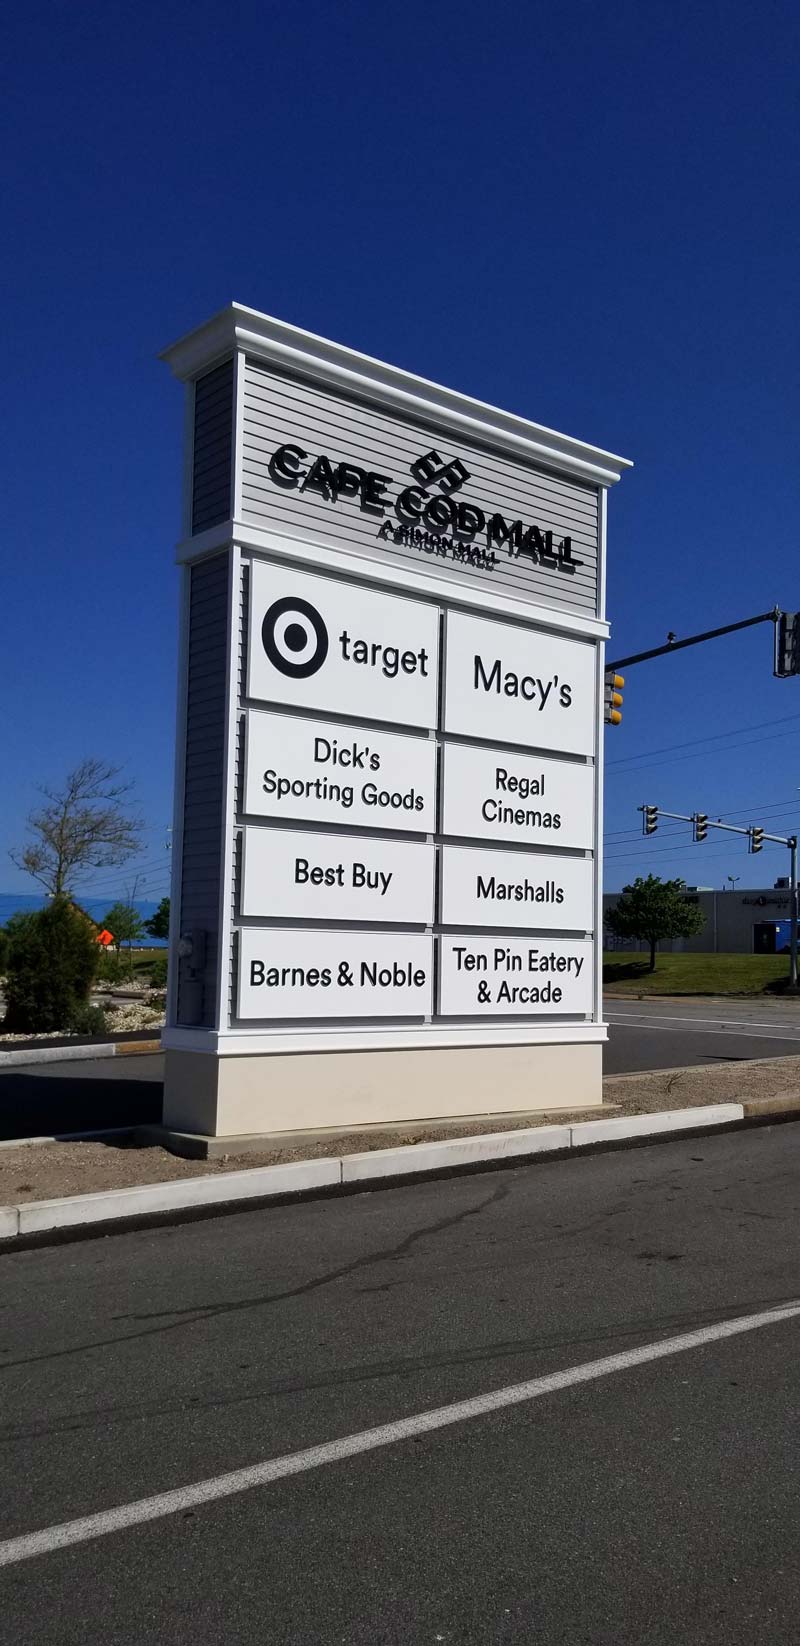 CAPE COD MALL
A SIMON MALL
target
Macy's
Dick's
Sporting Goods
Regal
Cinemas
Best Buy
Marshalls
Barnes & Noble
Ten Pin Eatery
& Arcade